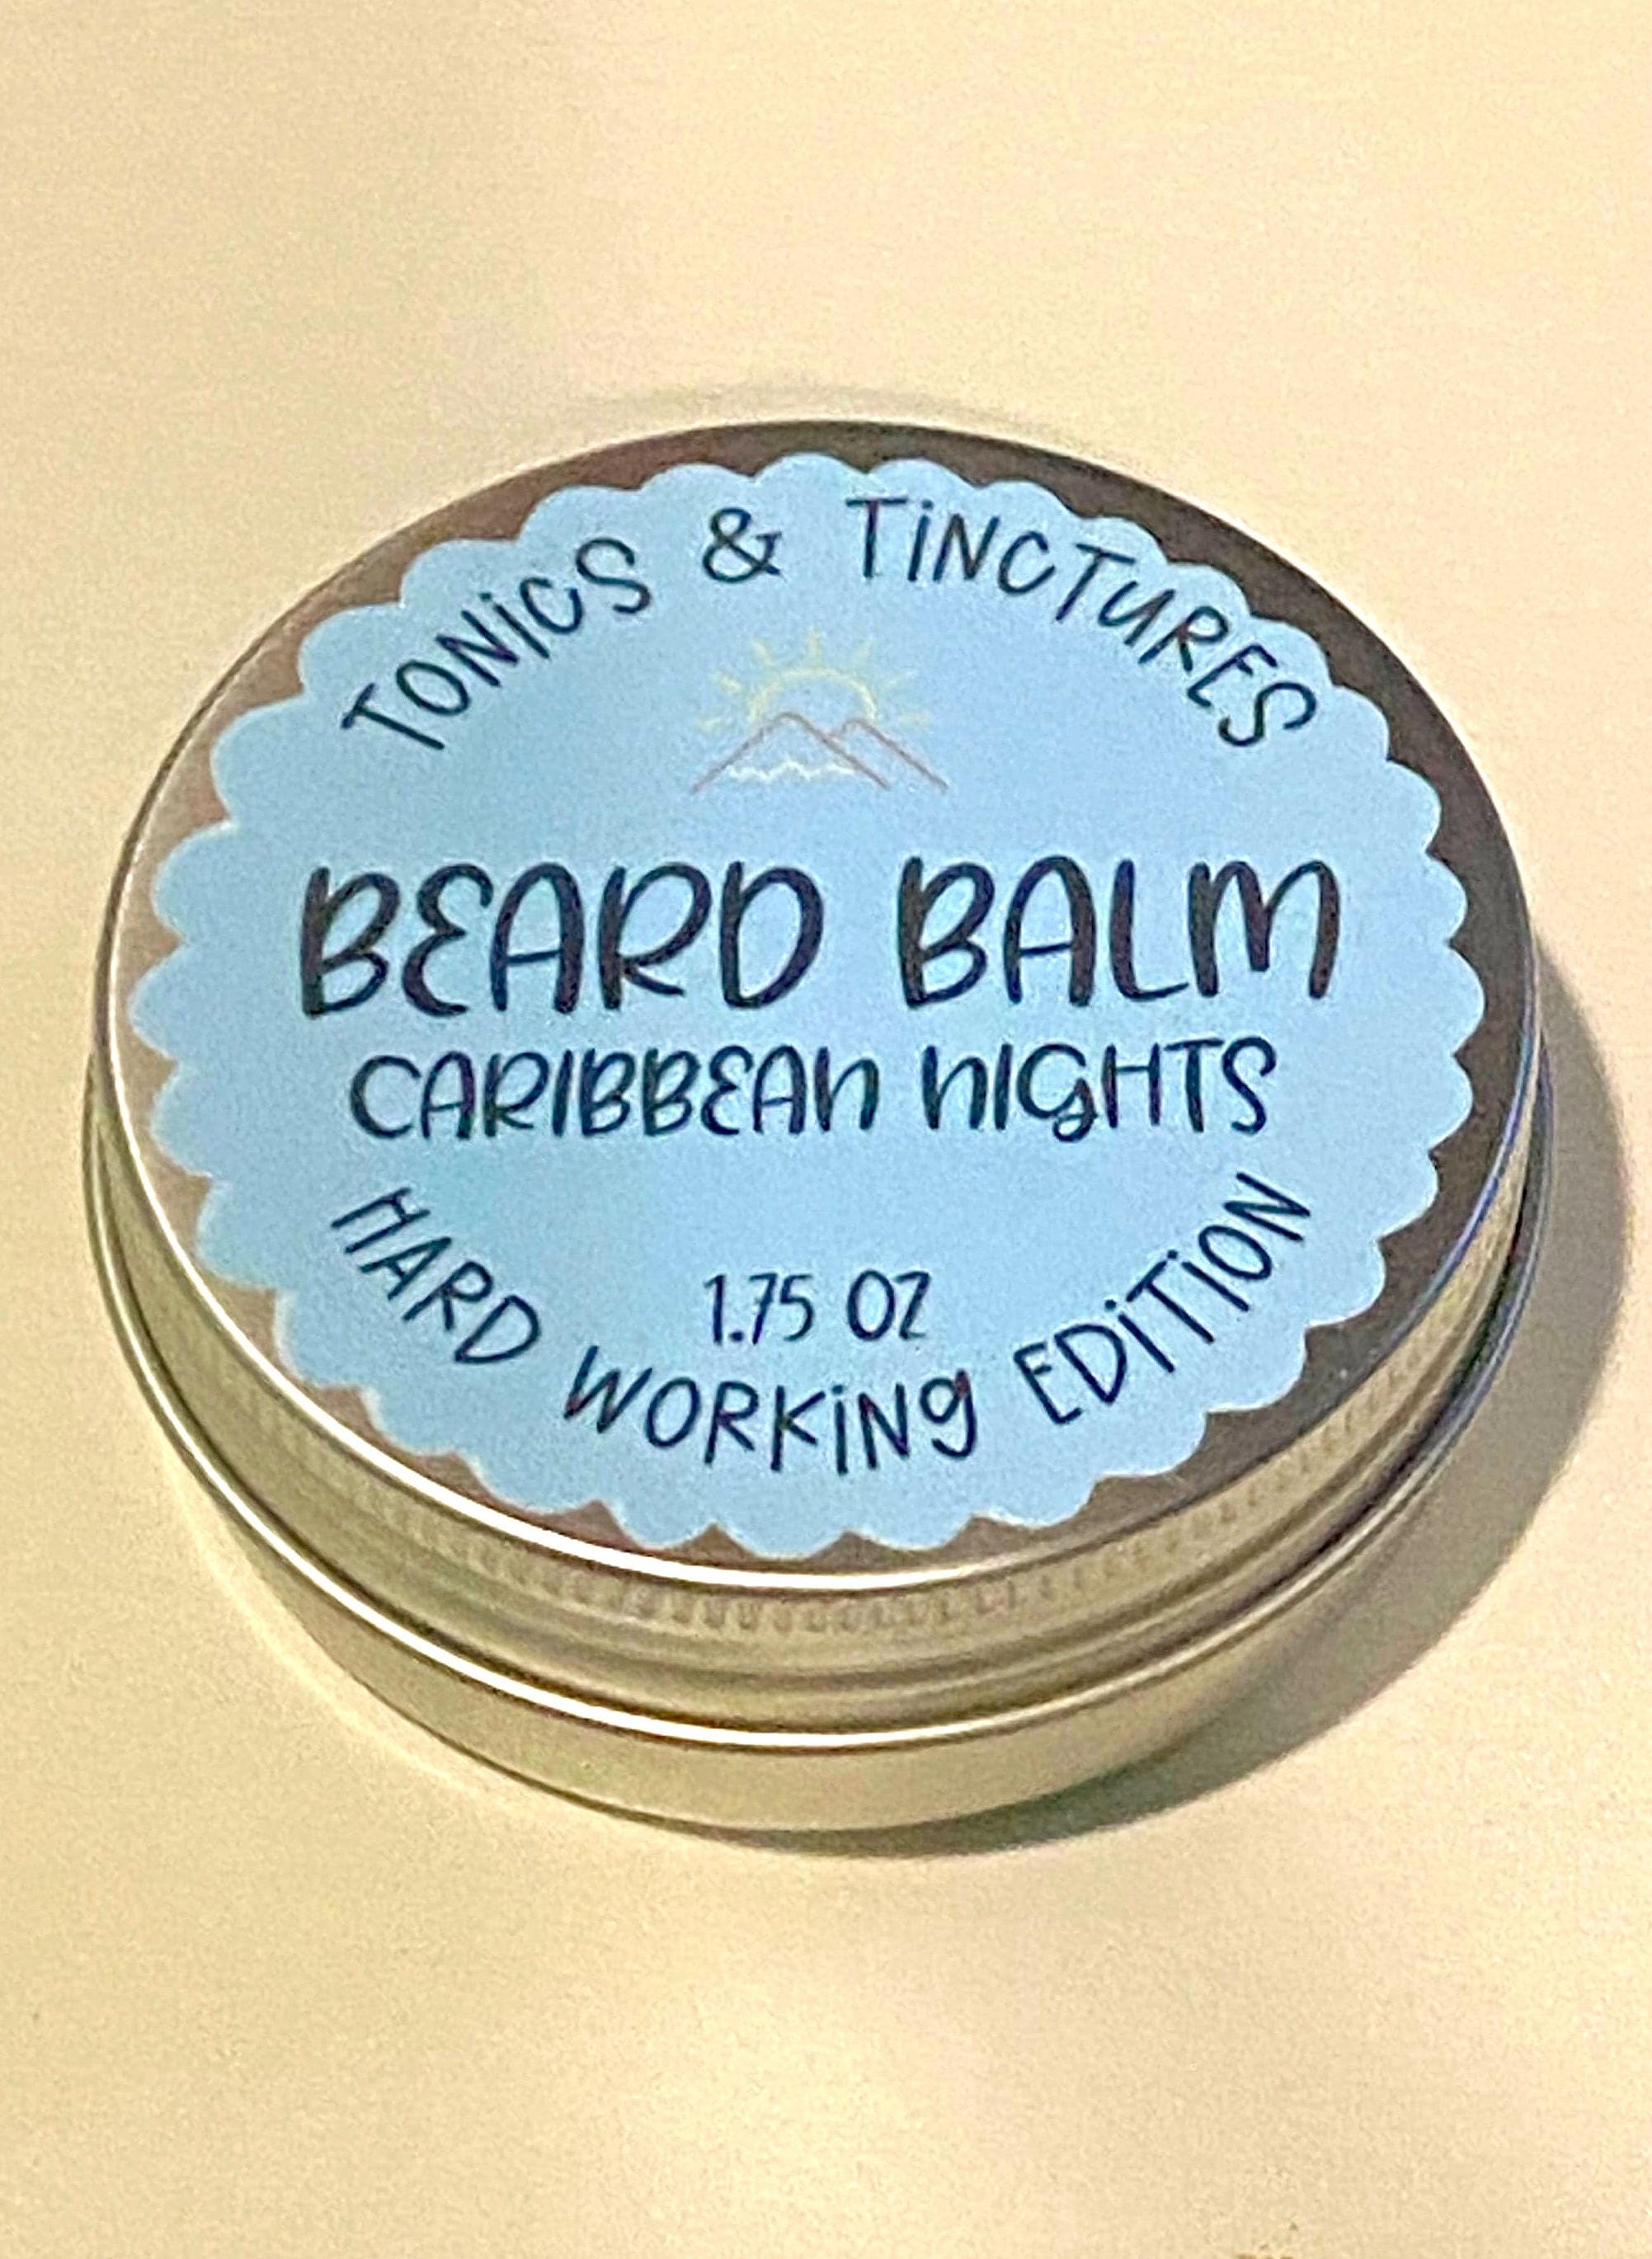 TONiCS & TiNCTURES
BEARD BALM
CARIBBEAN NIGHTS
1.75 OZ
HARD WORKiNG EDiTiON